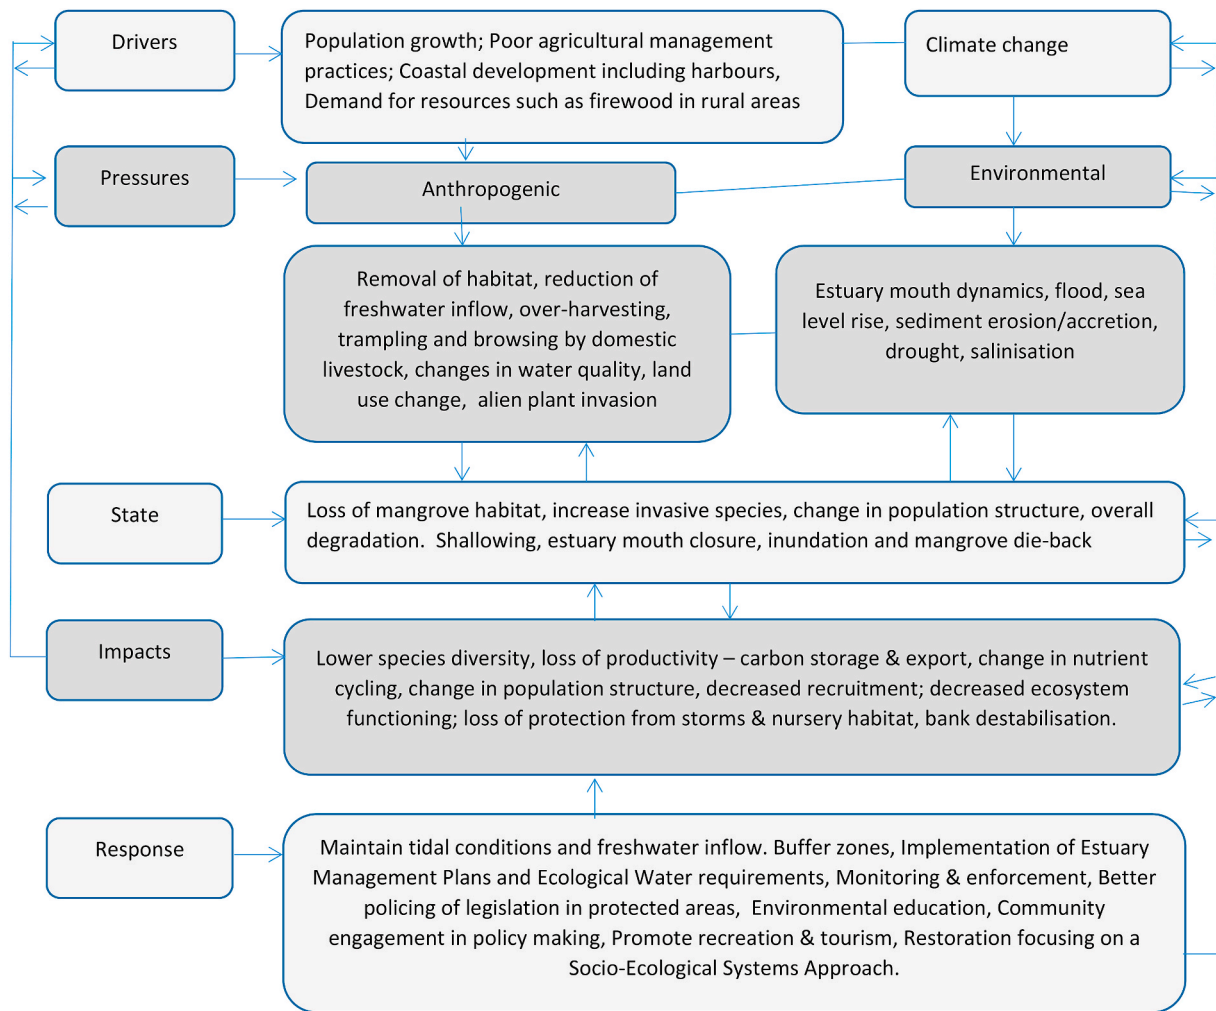 Drivers
Population growth; Poor agricultural management
practices; Coastal development including harbours,
Demand for resources such as firewood in rural areas
Climate change
Pressures
Anthropogenic
Environmental
Removal of habitat, reduction of
freshwater inflow, over-harvesting,
trampling and browsing by domestic
livestock, changes in water quality, land
use change,  alien plant invasion
Estuary mouth dynamics, flood, sea
level rise, sediment erosion/accretion,
drought, salinisation
State
Loss of mangrove habitat, increase invasive species, change in population structure, overall
degradation.  Shallowing, estuary mouth closure, inundation and mangrove die-back
Impacts
Lower species diversity, loss of productivity – carbon storage & export, change in nutrient
cycling, change in population structure, decreased recruitment; decreased ecosystem
functioning; loss of protection from storms & nursery habitat, bank destabilisation.
Response
Maintain tidal conditions and freshwater inflow. Buffer zones, Implementation of Estuary
Management Plans and Ecological Water requirements, Monitoring & enforcement, Better
policing of legislation in protected areas,  Environmental education, Community
engagement in policy making, Promote recreation & tourism, Restoration focusing on a
Socio-Ecological Systems Approach.